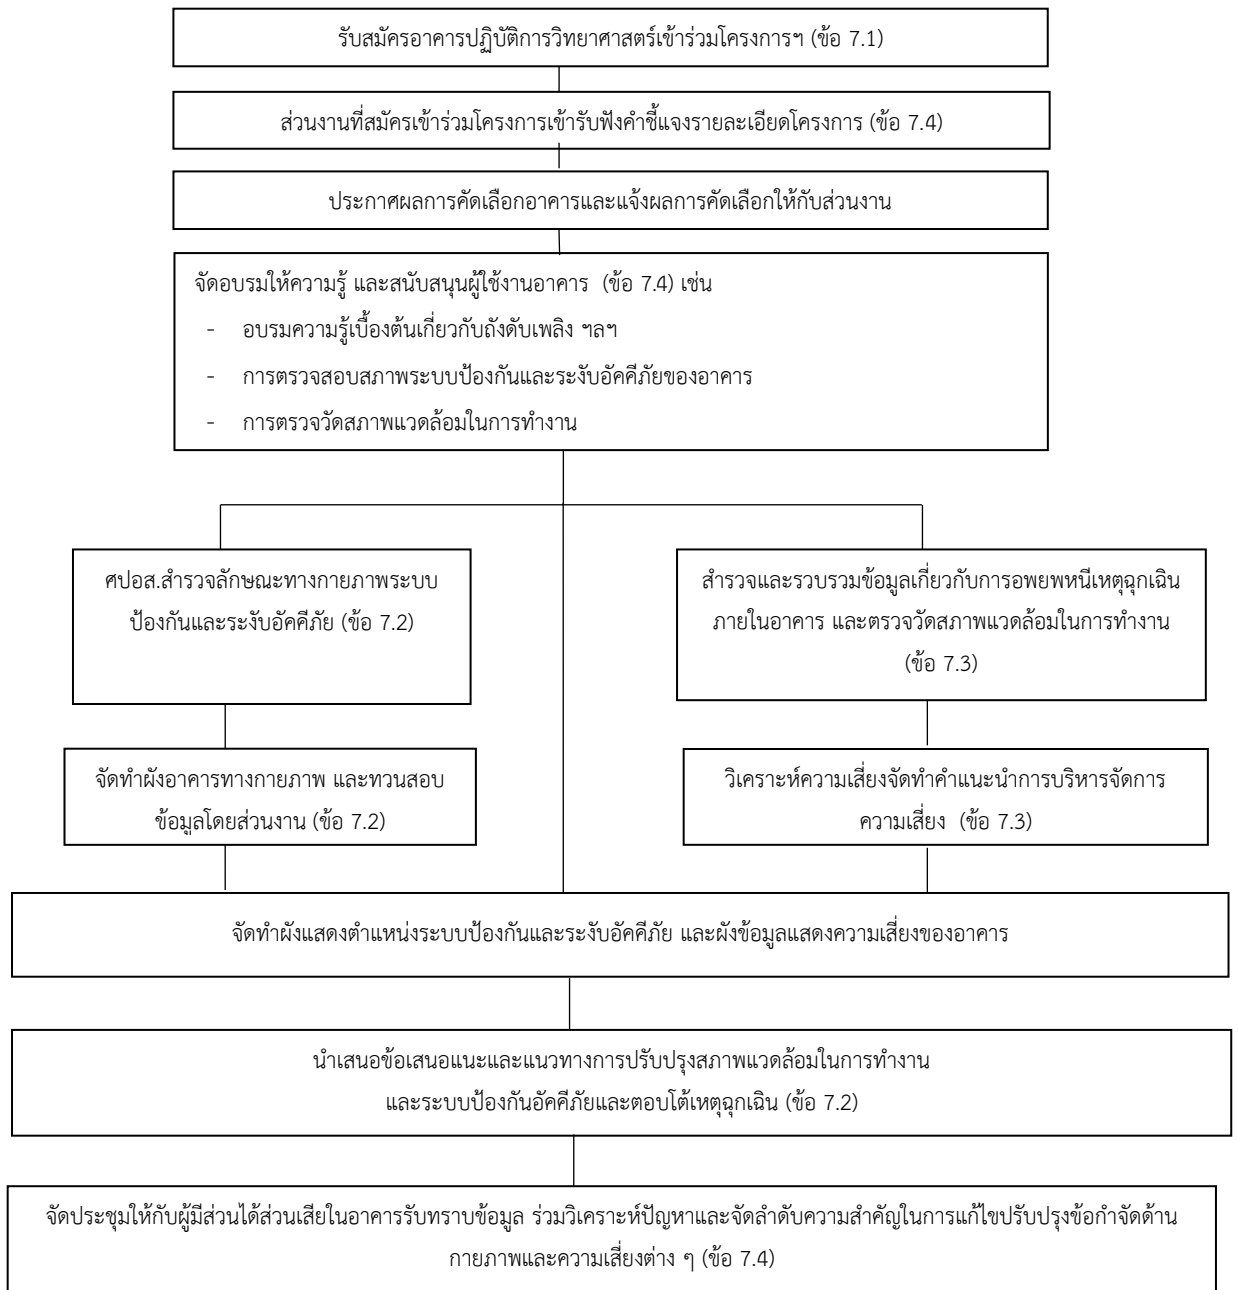 รับสมัครอาคารปฏิบัติการวิทยาศาสตร์เข้าร่วมโครงการฯ (ข้อ 7.1)
ส่วนงานที่สมัครเข้าร่วมโครงการเข้ารับฟังคำชี้แจงรายละเอียดโครงการ (ข้อ 7.4)
ประกาศผลการคัดเลือกอาคารและแจ้งผลการคัดเลือกให้กับส่วนงาน
จัดอบรมให้ความรู้ และสนับสนุนผู้ใช้งานอาคาร (ข้อ 7.4) เช่น
- อบรมความรู้เบื้องต้นเกี่ยวกับถังดับเพลิง ฯลฯ
- การตรวจสอบสภาพระบบป้องกันและระงับอัคคีภัยของอาคาร
- การตรวจวัดสภาพแวดล้อมในการทำงาน
ศปอส.สำรวจลักษณะทางกายภาพระบบ
ป้องกันและระงับอัคคีภัย (ข้อ 7.2)
สำรวจและรวบรวมข้อมูลเกี่ยวกับการอพยพหนีเหตุฉุกเฉิน
ภายในอาคาร และตรวจวัดสภาพแวดล้อมในการทำงาน
(ข้อ 7.3)
จัดทำผังอาคารทางกายภาพ และทวนสอบ
ข้อมูลโดยส่วนงาน (ข้อ 7.2)
วิเคราะห์ความเสี่ยงจัดทำคำแนะนำการบริหารจัดการ
ความเสี่ยง (ข้อ 7.3)
จัดทำผังแสดงตำแหน่งระบบป้องกันและระงับอัคคีภัย และผังข้อมูลแสดงความเสี่ยงของอาคาร
นำเสนอข้อเสนอแนะและแนวทางการปรับปรุงสภาพแวดล้อมในการทำงาน
และระบบป้องกันอัคคีภัยและตอบโต้เหตุฉุกเฉิน (ข้อ 7.2)
จัดประชุมให้กับผู้มีส่วนได้ส่วนเสียในอาคารรับทราบข้อมูล ร่วมวิเคราะห์ปัญหาและจัดลำดับความสำคัญในการแก้ไขปรับปรุงข้อกำจัดด้าน
กายภาพและความเสี่ยงต่าง ๆ (ข้อ 7.4)